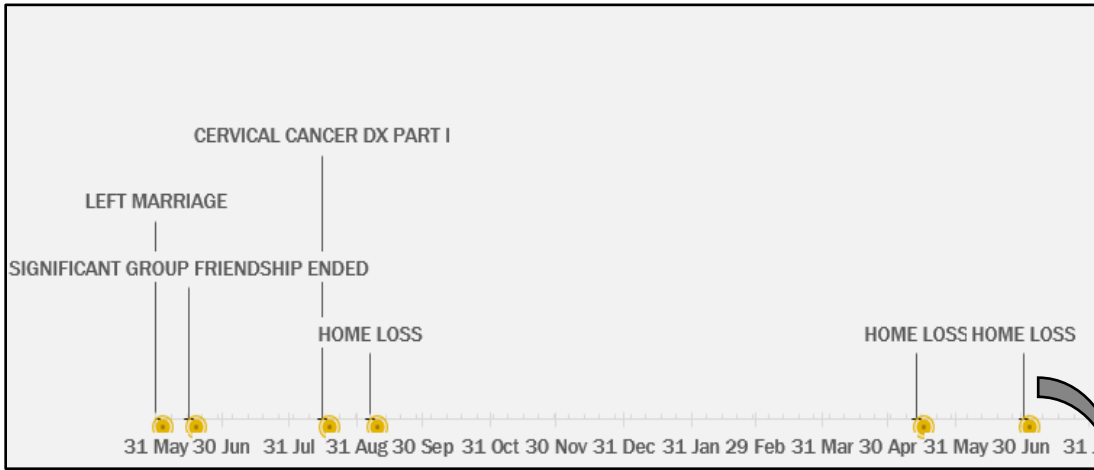 CERVICAL CANCER DX PART I
LEFT MARRIAGE
SIGNIFICANT GROUP FRIENDSHIP ENDED
HOME LOSS
HOME LOSS
HOME LOSS
31 May 30 Jun 31 Jul 31 Aug 30 Sep 31 Oct 30 Nov 31 Dec 31 Jan 29 Feb 31 Mar 30 Apr 31 May 30 Jun 31